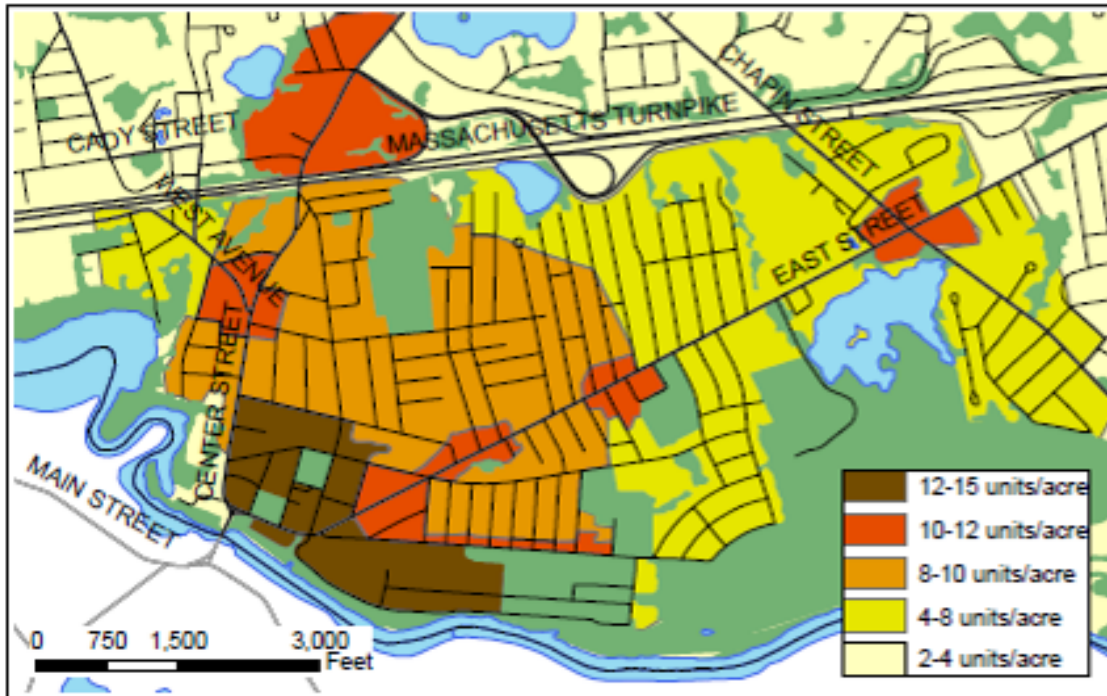 CHAPIN STREET
CADY STREET
MASSACHUSETTS TURNPIKE
WEST AVENUE
EAST STREET
CENTER STREET
MAIN STREET
12-15 units/acre
10-12 units/acre
8-10 units/acre
4-8 units/acre
2-4 units/acre
0 750 1,500 3,000
Feet